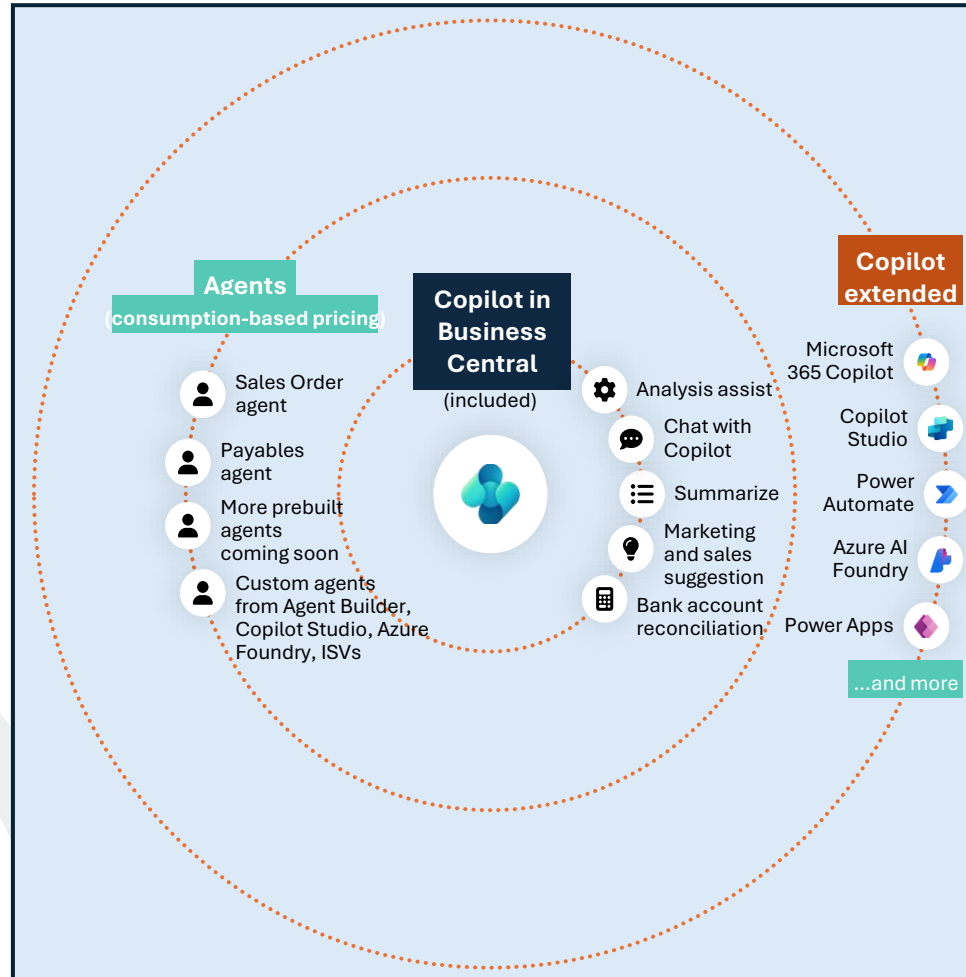 Agents
(consumption-based pricing)
Sales Order
agent
Payables
agent
More prebuilt
agents
coming soon
Custom agents
from Agent Builder,
Copilot Studio, Azure
Foundry, ISVs
Copilot in
Business
Central
(included)
Analysis assist
Chat with
Copilot
Summarize
Marketing
and sales
suggestion
Bank account
reconciliation
Copilot
extended
Microsoft
365 Copilot
Copilot
Studio
Power
Automate
Azure AI
Foundry
Power Apps
...and more